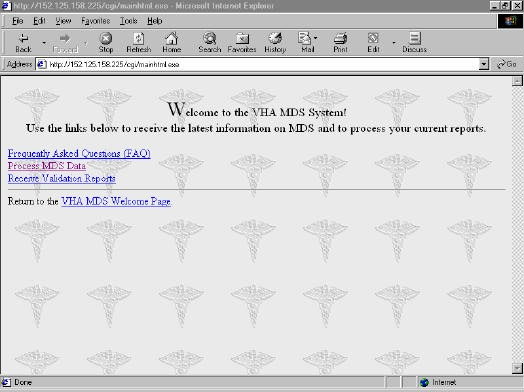 http://152.125.158.225/cgi/mainhtml.exe - Microsoft Internet Explorer
File Edit View Favorites Tools Help
Back Forward Stop Refresh Home Search Favorites History Mail Print Edit Discuss
Address http://152.125.158.225/cgi/mainhtml.exe Go
Welcome to the VHA MDS System!
Use the links below to receive the latest information on MDS and to process your current reports.
Frequently Asked Questions (FAQ)
Process MDS Data
Receive Validation Reports
Return to the VHA MDS Welcome Page
Done Internet